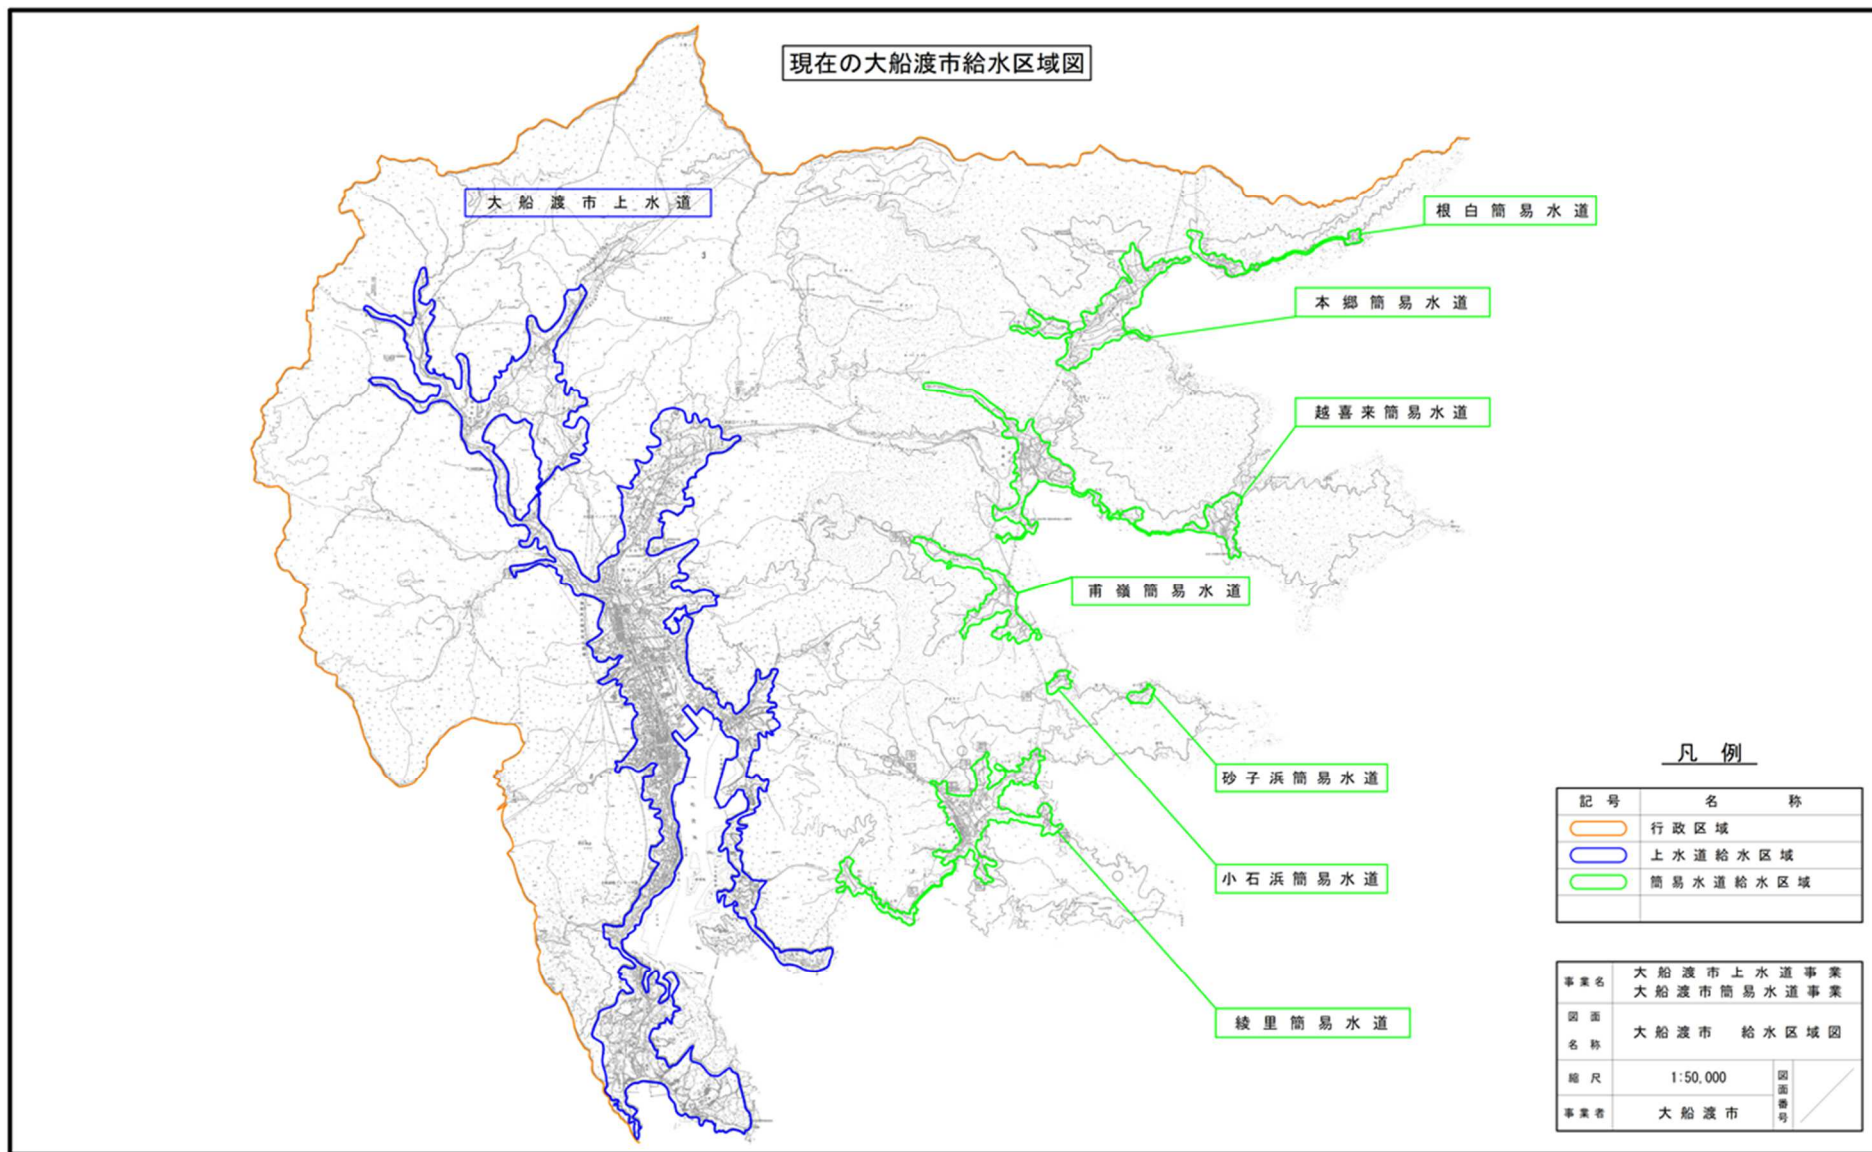 現在の大船渡市給水区域図
大船渡市上水道
根白簡易水道
本郷簡易水道
越喜来簡易水道
甫嶺簡易水道
砂子浜簡易水道
小石浜簡易水道
綾里簡易水道
凡例
記号 名称
行政区域
上水道給水区域
簡易水道給水区域
事業名 大船渡市上水道事業
大船渡市簡易水道事業
図面名称 大船渡市 給水区域図
縮尺 1:50,000 図面番号
事業者 大船渡市